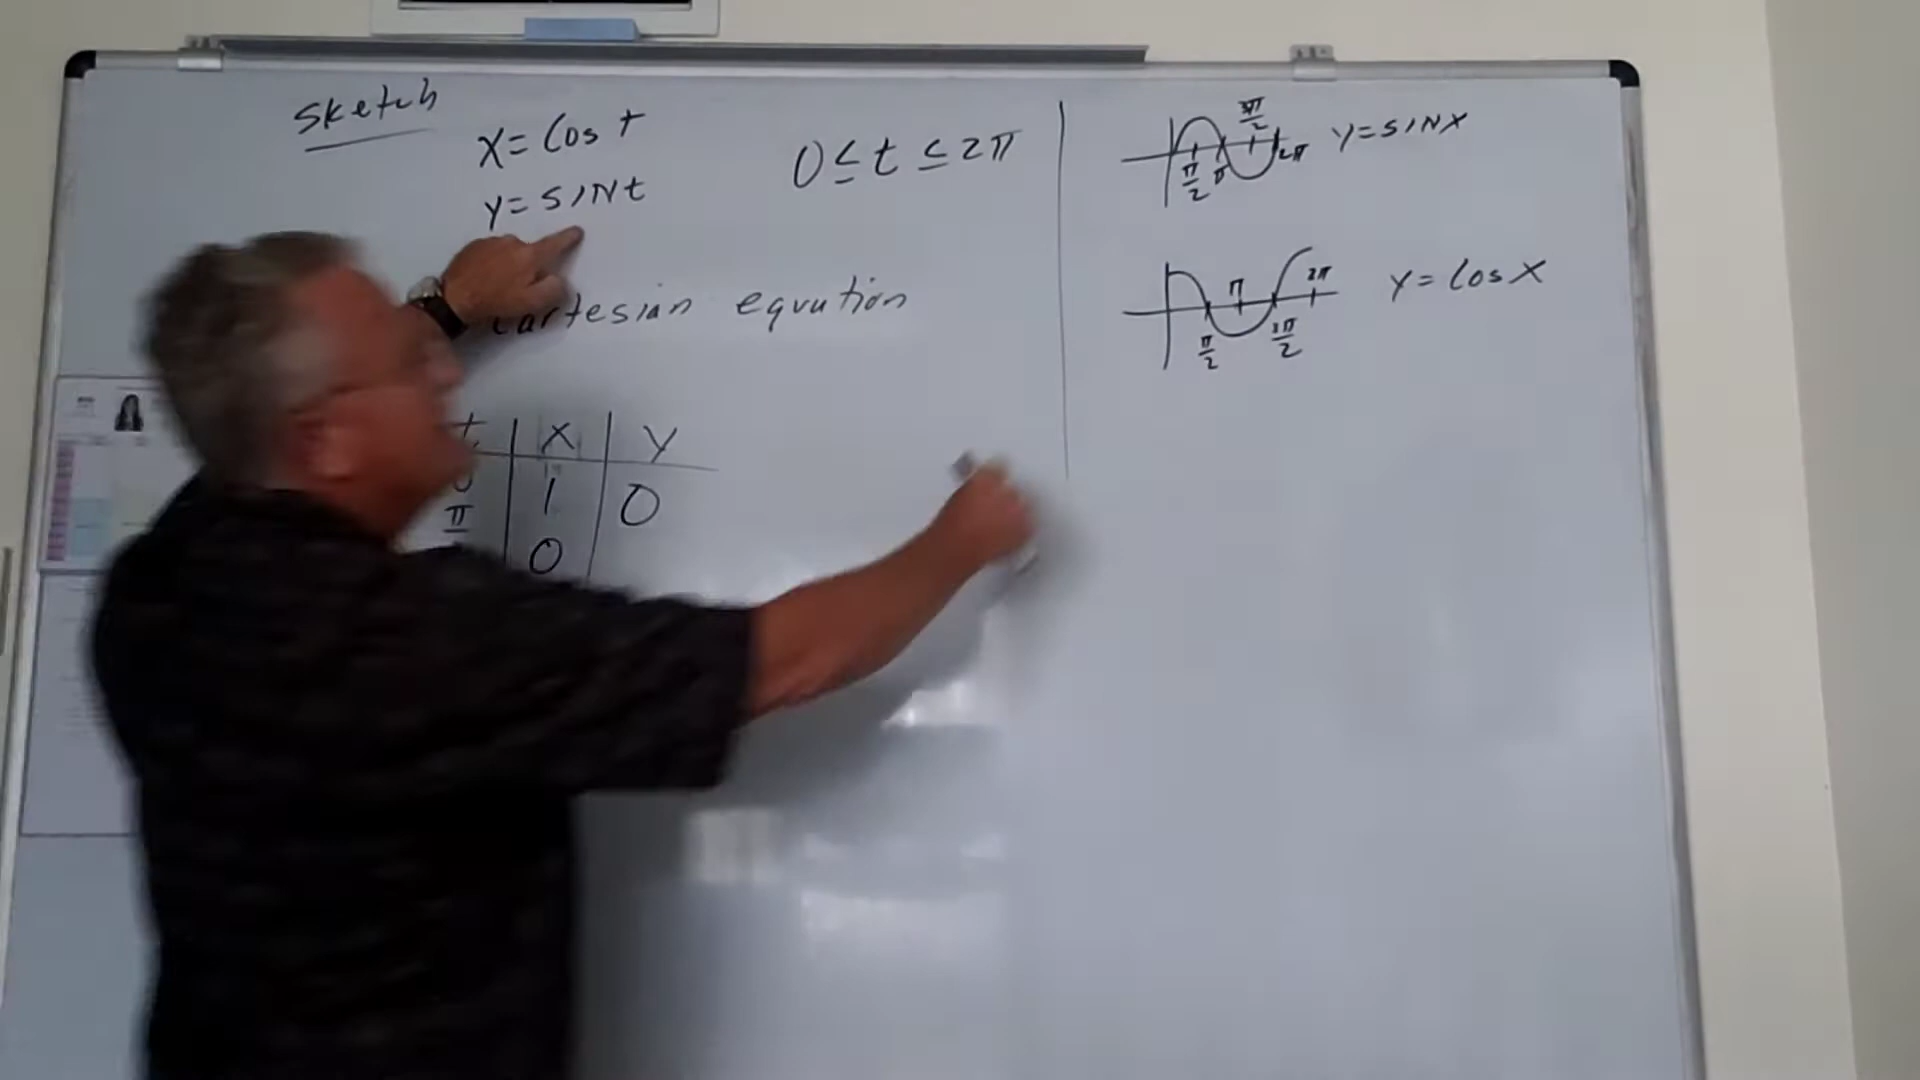 sketch
x = cos t
y = sin t
0 ≤ t ≤ 2π
cartesian equation
t x y
0 1 0
π 0
y = sin x
π/2 π 3π/2 2π
y = cos x
π/2 π 3π/2 2π